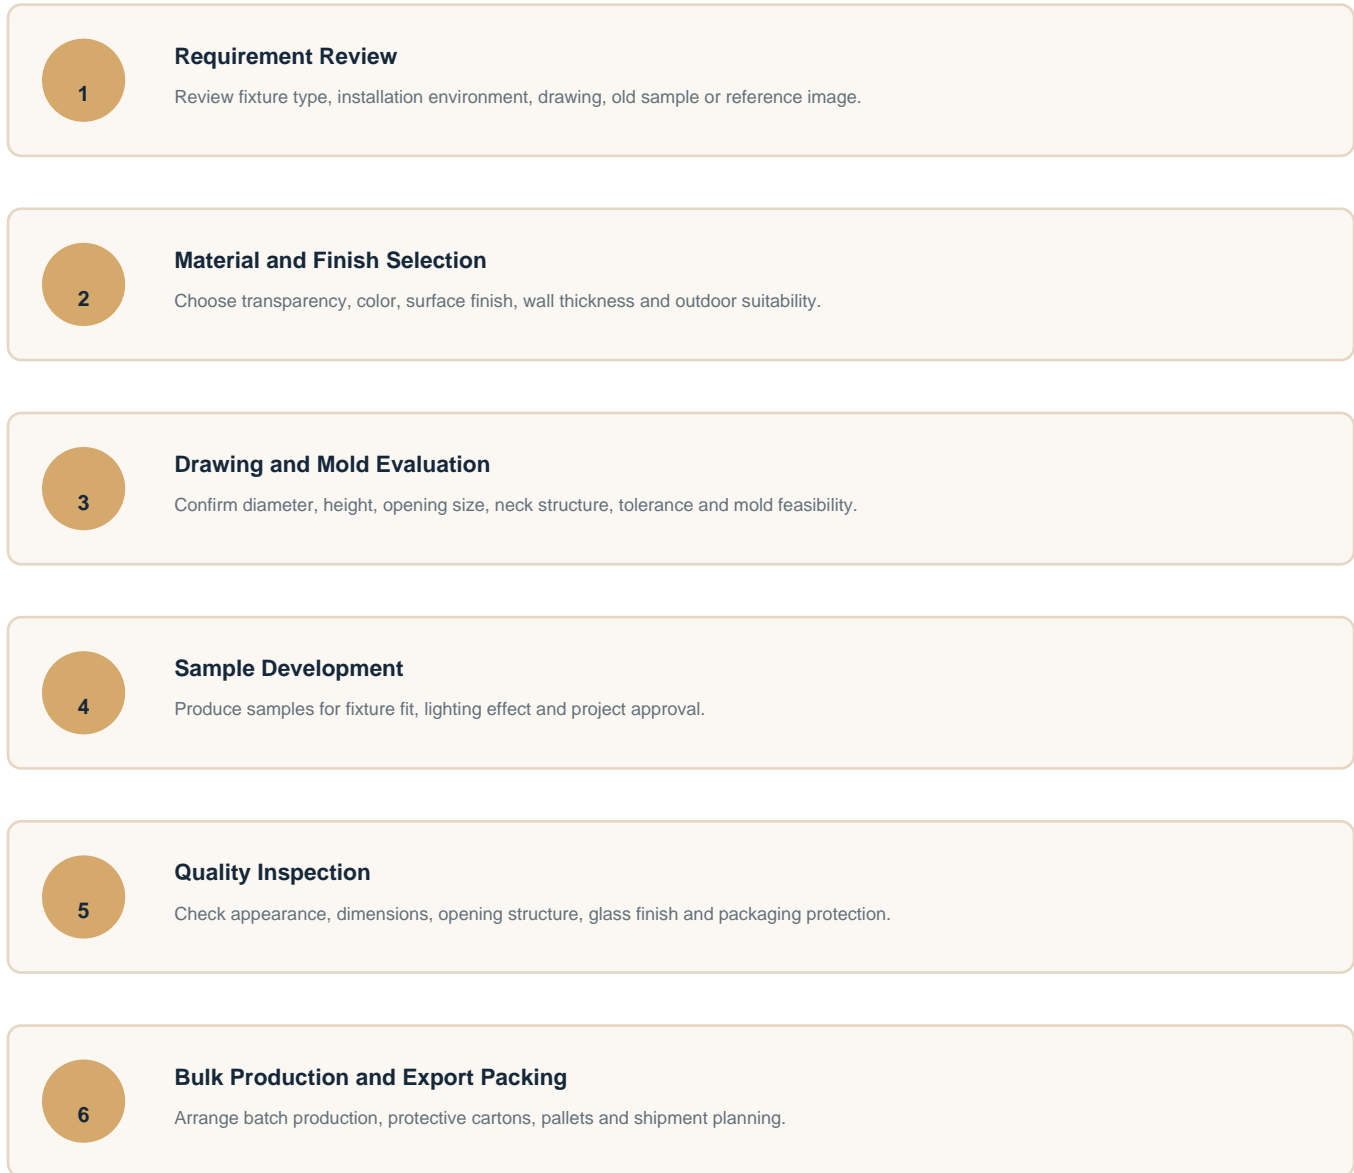 Requirement Review
1
Review fixture type, installation environment, drawing, old sample or reference image.
Material and Finish Selection
2
Choose transparency, color, surface finish, wall thickness and outdoor suitability.
Drawing and Mold Evaluation
3
Confirm diameter, height, opening size, neck structure, tolerance and mold feasibility.
Sample Development
4
Produce samples for fixture fit, lighting effect and project approval.
Quality Inspection
5
Check appearance, dimensions, opening structure, glass finish and packaging protection.
Bulk Production and Export Packing
6
Arrange batch production, protective cartons, pallets and shipment planning.